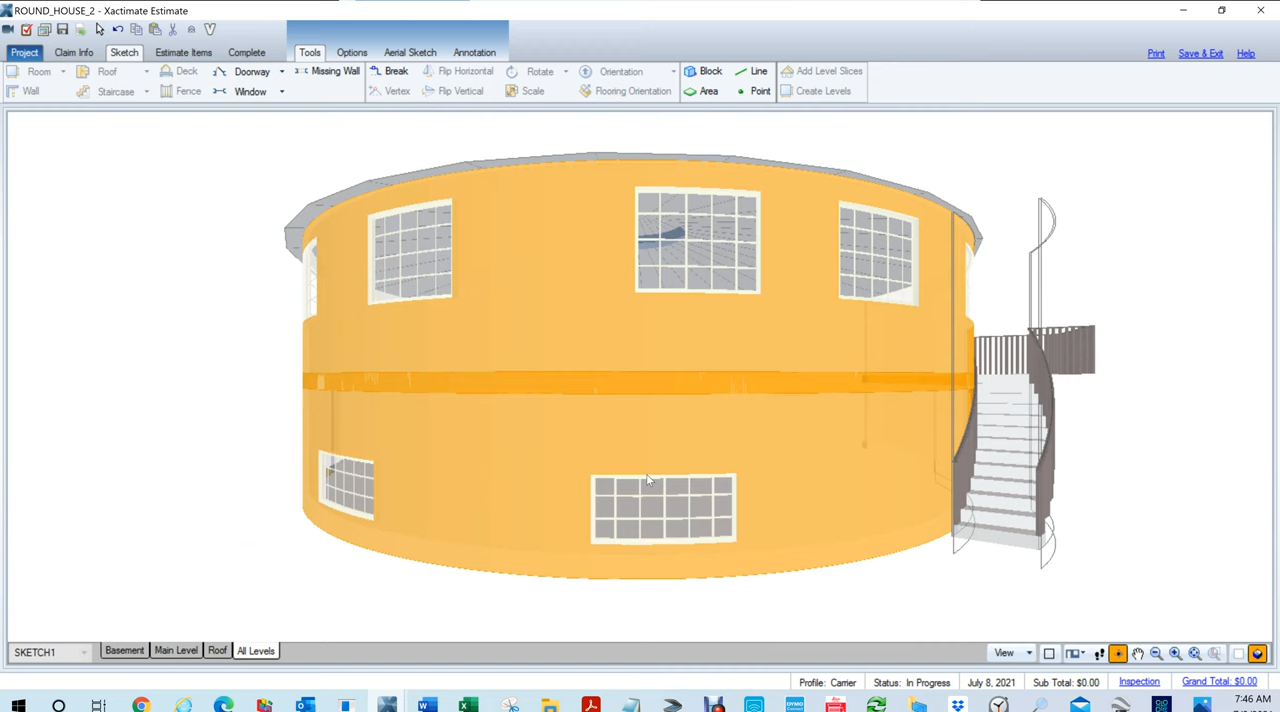 ROUND_HOUSE_2 - Xactimate Estimate
Project Claim Info Sketch Estimate Items Complete Tools Options Aerial Sketch Annotation Print Save & Exit Help
Room Roof Deck Doorway Missing Wall Break Flip Horizontal Rotate Orientation Block Line Add Level Slices
Wall Staircase Fence Window Vertex Flip Vertical Scale Flooring Orientation Area Point Create Levels
SKETCH1 Basement Main Level Roof All Levels View
Profile: Carrier Status: In Progress July 8, 2021 Sub Total: $0.00 Inspection Grand Total: $0.00
7:46 AM